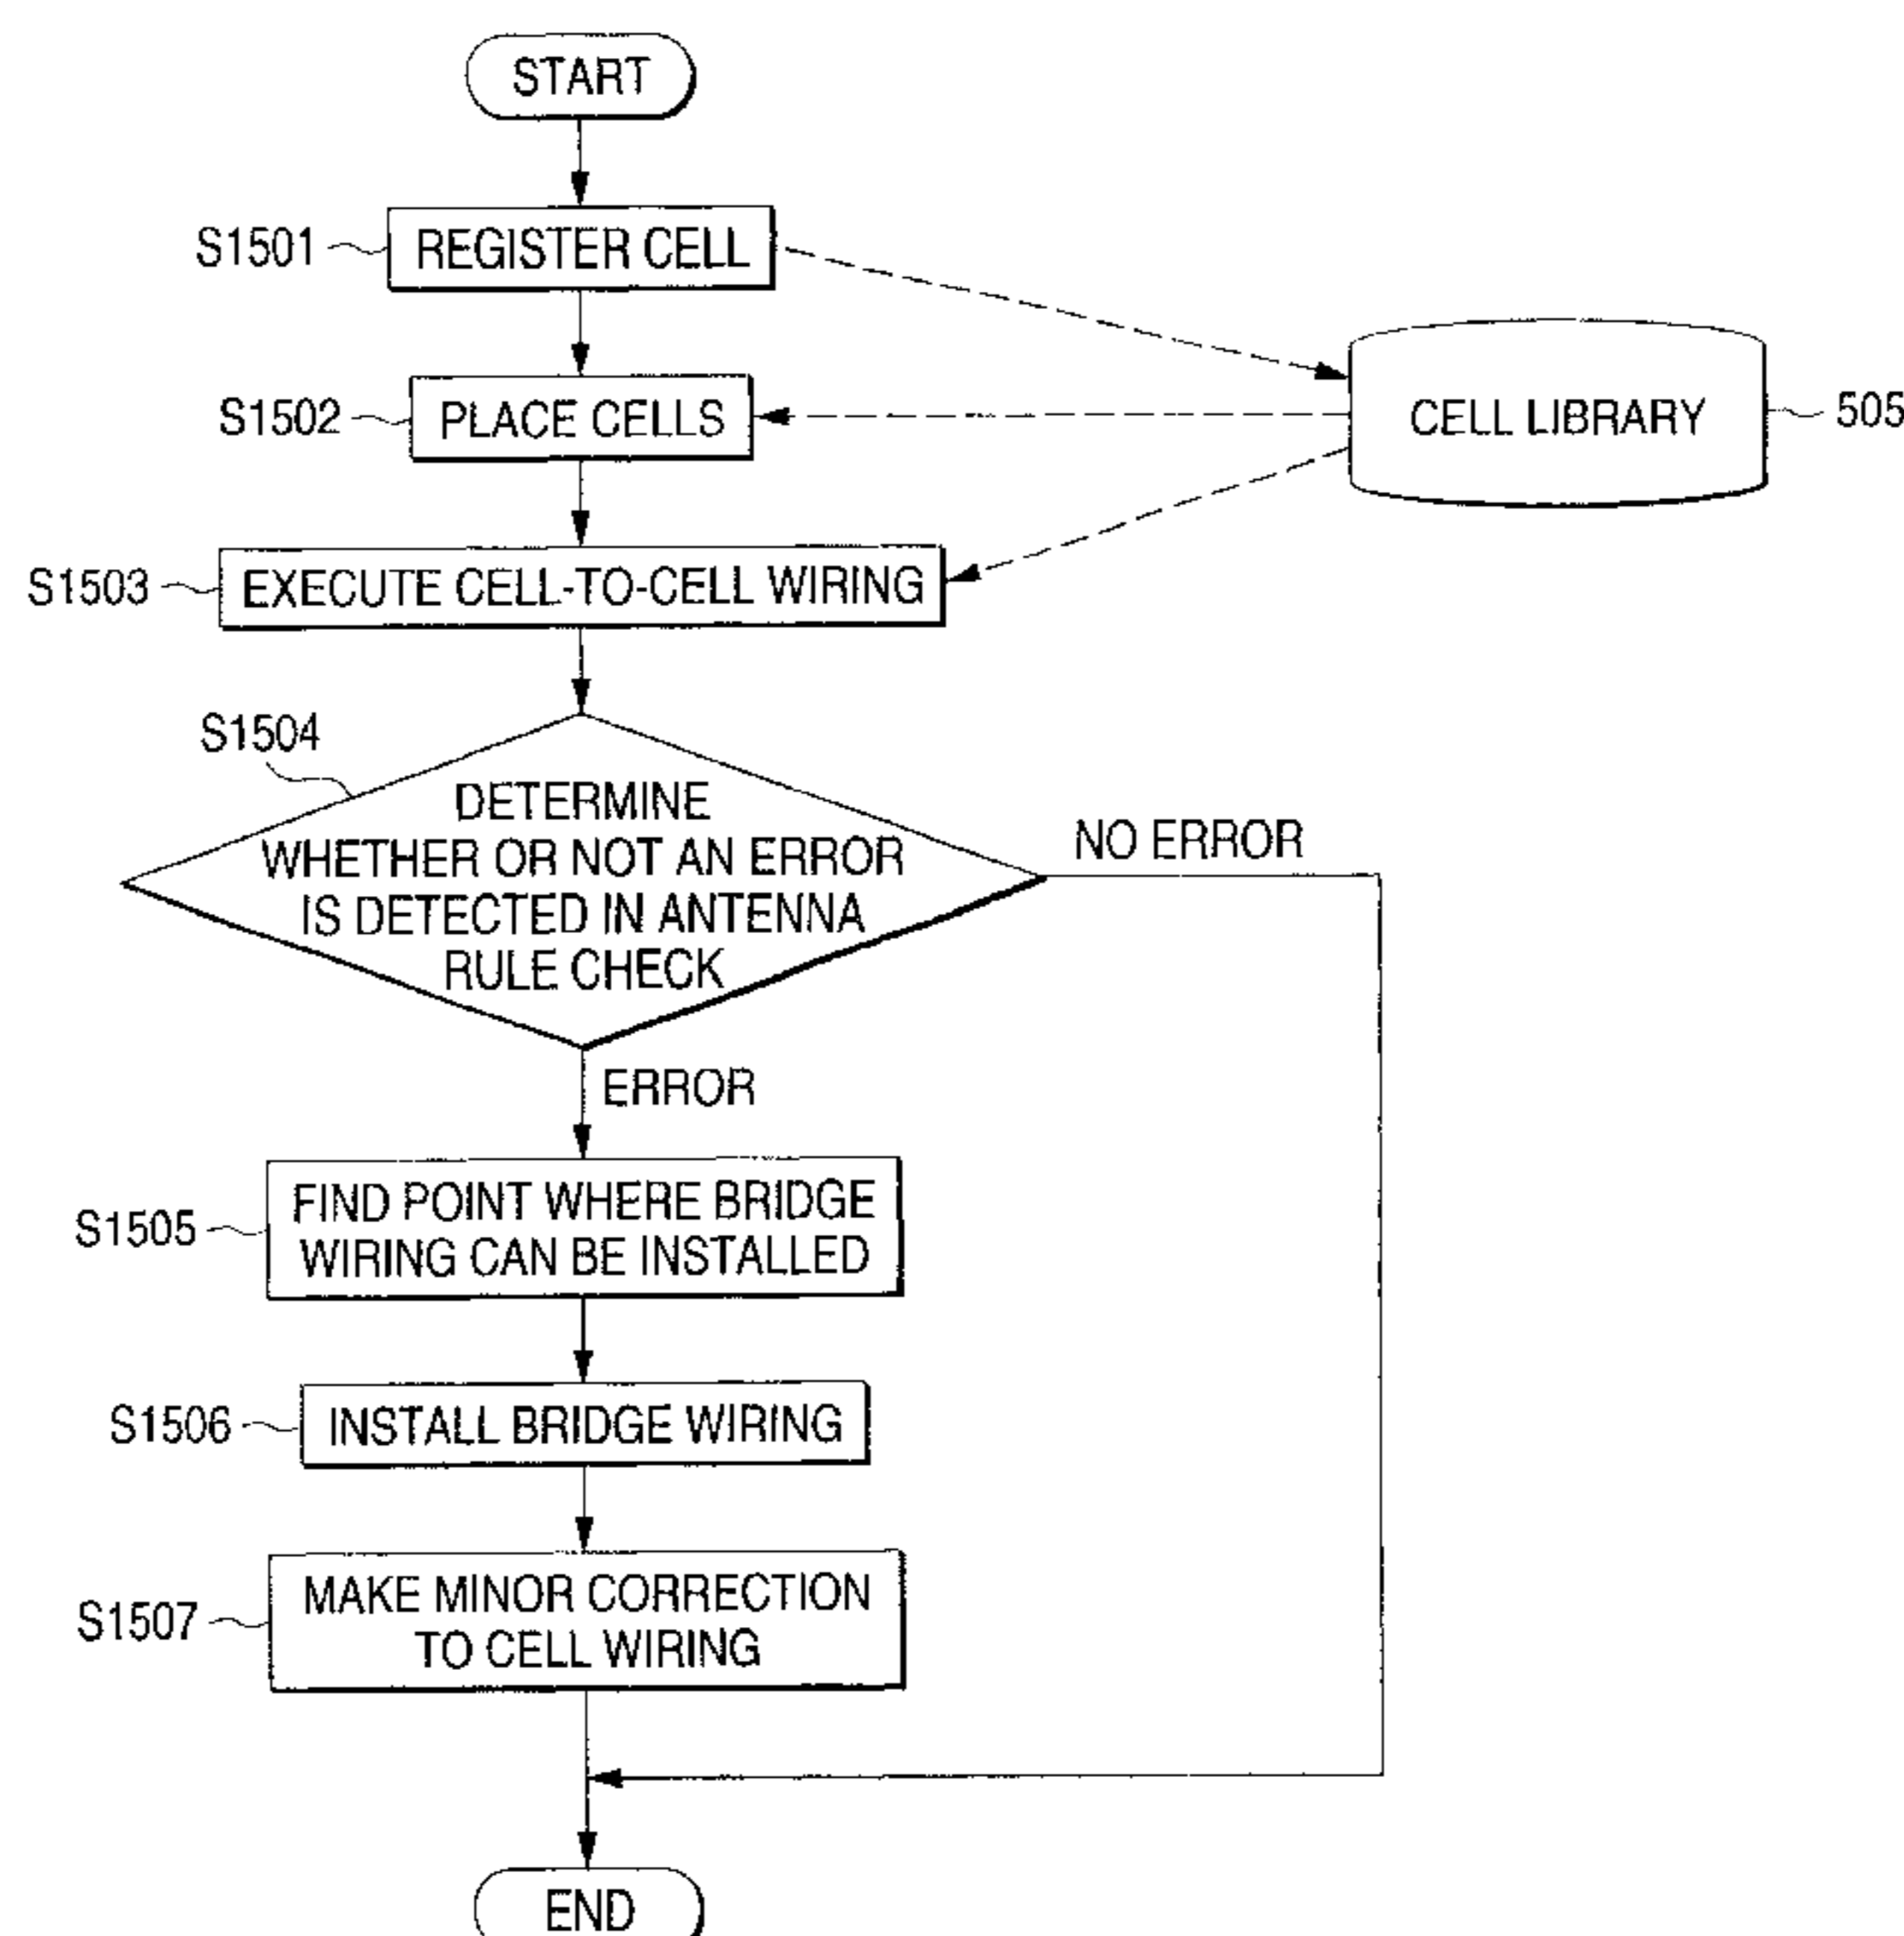 START
S1501
REGISTER CELL
S1502
PLACE CELLS
CELL LIBRARY
505
S1503
EXECUTE CELL-TO-CELL WIRING
S1504
DETERMINE
WHETHER OR NOT AN ERROR
IS DETECTED IN ANTENNA
RULE CHECK
NO ERROR
ERROR
S1505
FIND POINT WHERE BRIDGE
WIRING CAN BE INSTALLED
S1506
INSTALL BRIDGE WIRING
S1507
MAKE MINOR CORRECTION
TO CELL WIRING
END